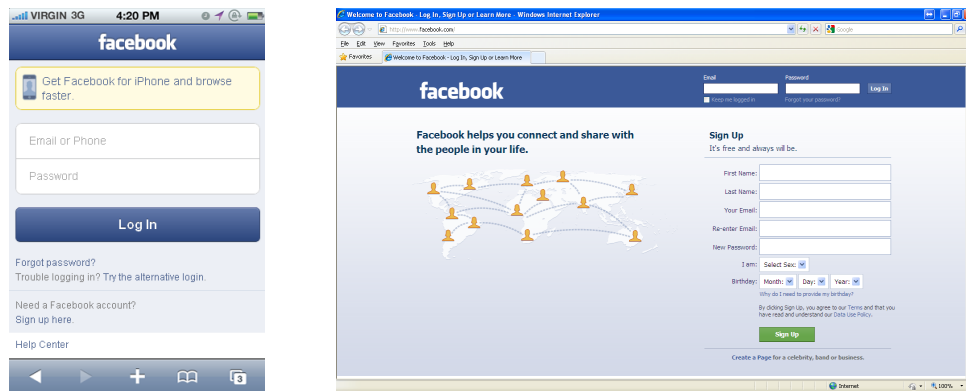 VIRGIN 3G 4:20 PM
facebook
Get Facebook for iPhone and browse
faster.
Email or Phone
Password
Log In
Forgot password?
Trouble logging in? Try the alternative login.
Need a Facebook account?
Sign up here.
Help Center
3
Welcome to Facebook - Log In, Sign Up or Learn More - Windows Internet Explorer
http://www.facebook.com/
Google
File Edit View Favorites Tools Help
Favorites
Welcome to Facebook - Log In, Sign Up or Learn More
facebook
Email Password
Log In
Keep me logged in Forgot your password?
Facebook helps you connect and share with
the people in your life.
Sign Up
It's free and always will be.
First Name:
Last Name:
Your Email:
Re-enter Email:
New Password:
I am: Select Sex:
Birthday: Month: Day: Year:
Why do I need to provide my birthday?
By clicking Sign Up, you agree to our Terms and that you
have read and understand our Data Use Policy.
Sign Up
Create a Page for a celebrity, band or business.
Internet 100%